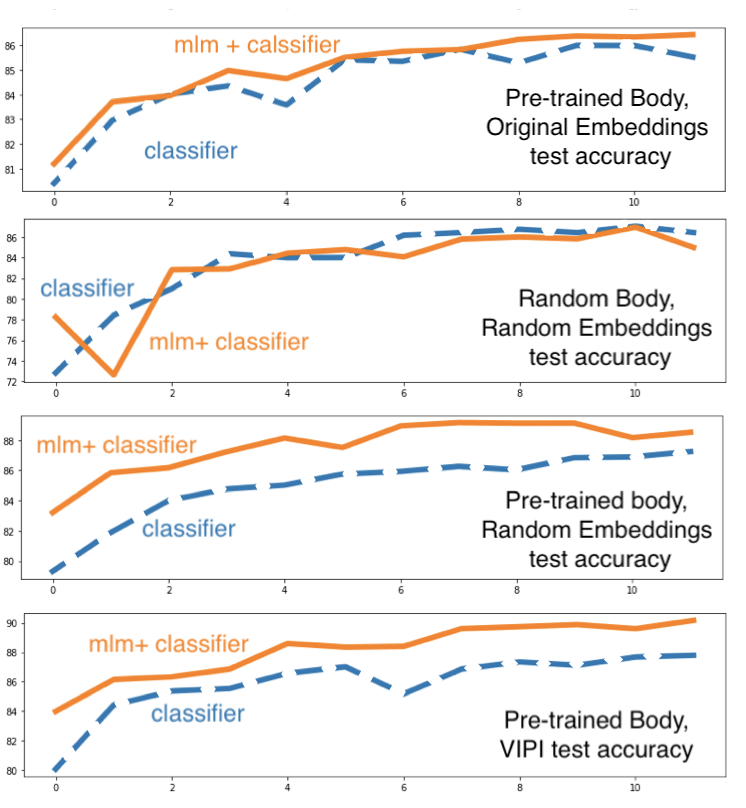 86
85
84
83
82
81
mlm + calssifier
classifier
Pre-trained Body,
Original Embeddings
test accuracy
0 2 4 6 8 10
86
84
82
80
78
76
74
72
classifier
mlm+ classifier
Random Body,
Random Embeddings
test accuracy
0 2 4 6 8 10
88
86
84
82
80
mlm+ classifier
classifier
Pre-trained body,
Random Embeddings
test accuracy
0 2 4 6 8 10
90
88
86
84
82
80
mlm+ classifier
classifier
Pre-trained Body,
VIPI test accuracy
0 2 4 6 8 10